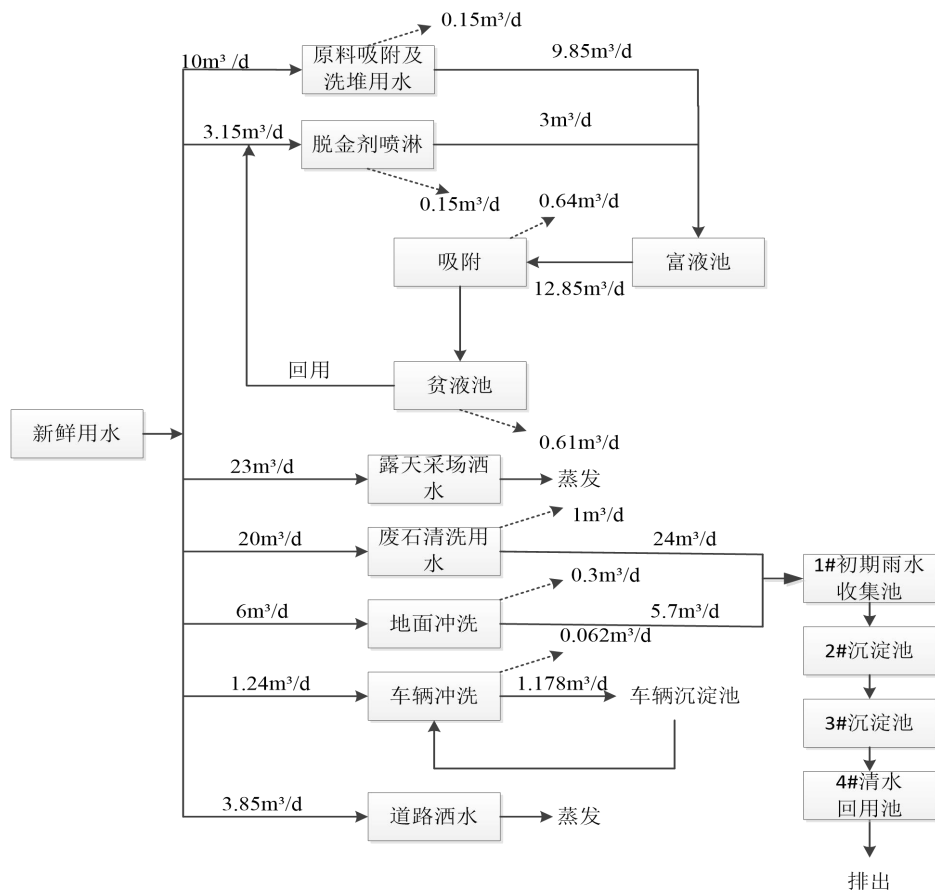 0.15m³/d
10m³ /d
原料吸附及
洗堆用水
9.85m³/d
3.15m³/d
脱金剂喷淋
3m³/d
0.15m³/d
0.64m³/d
吸附
富液池
12.85m³/d
回用
贫液池
新鲜用水
0.61m³/d
23m³/d
露天采场洒
水
蒸发
1m³/d
20m³/d
废石清洗用
水
24m³/d
1#初期雨水
收集池
0.3m³/d
6m³/d
地面冲洗
5.7m³/d
0.062m³/d
2#沉淀池
1.24m³/d
车辆冲洗
1.178m³/d
车辆沉淀池
3#沉淀池
4#清水
回用池
3.85m³/d
道路洒水
蒸发
排出